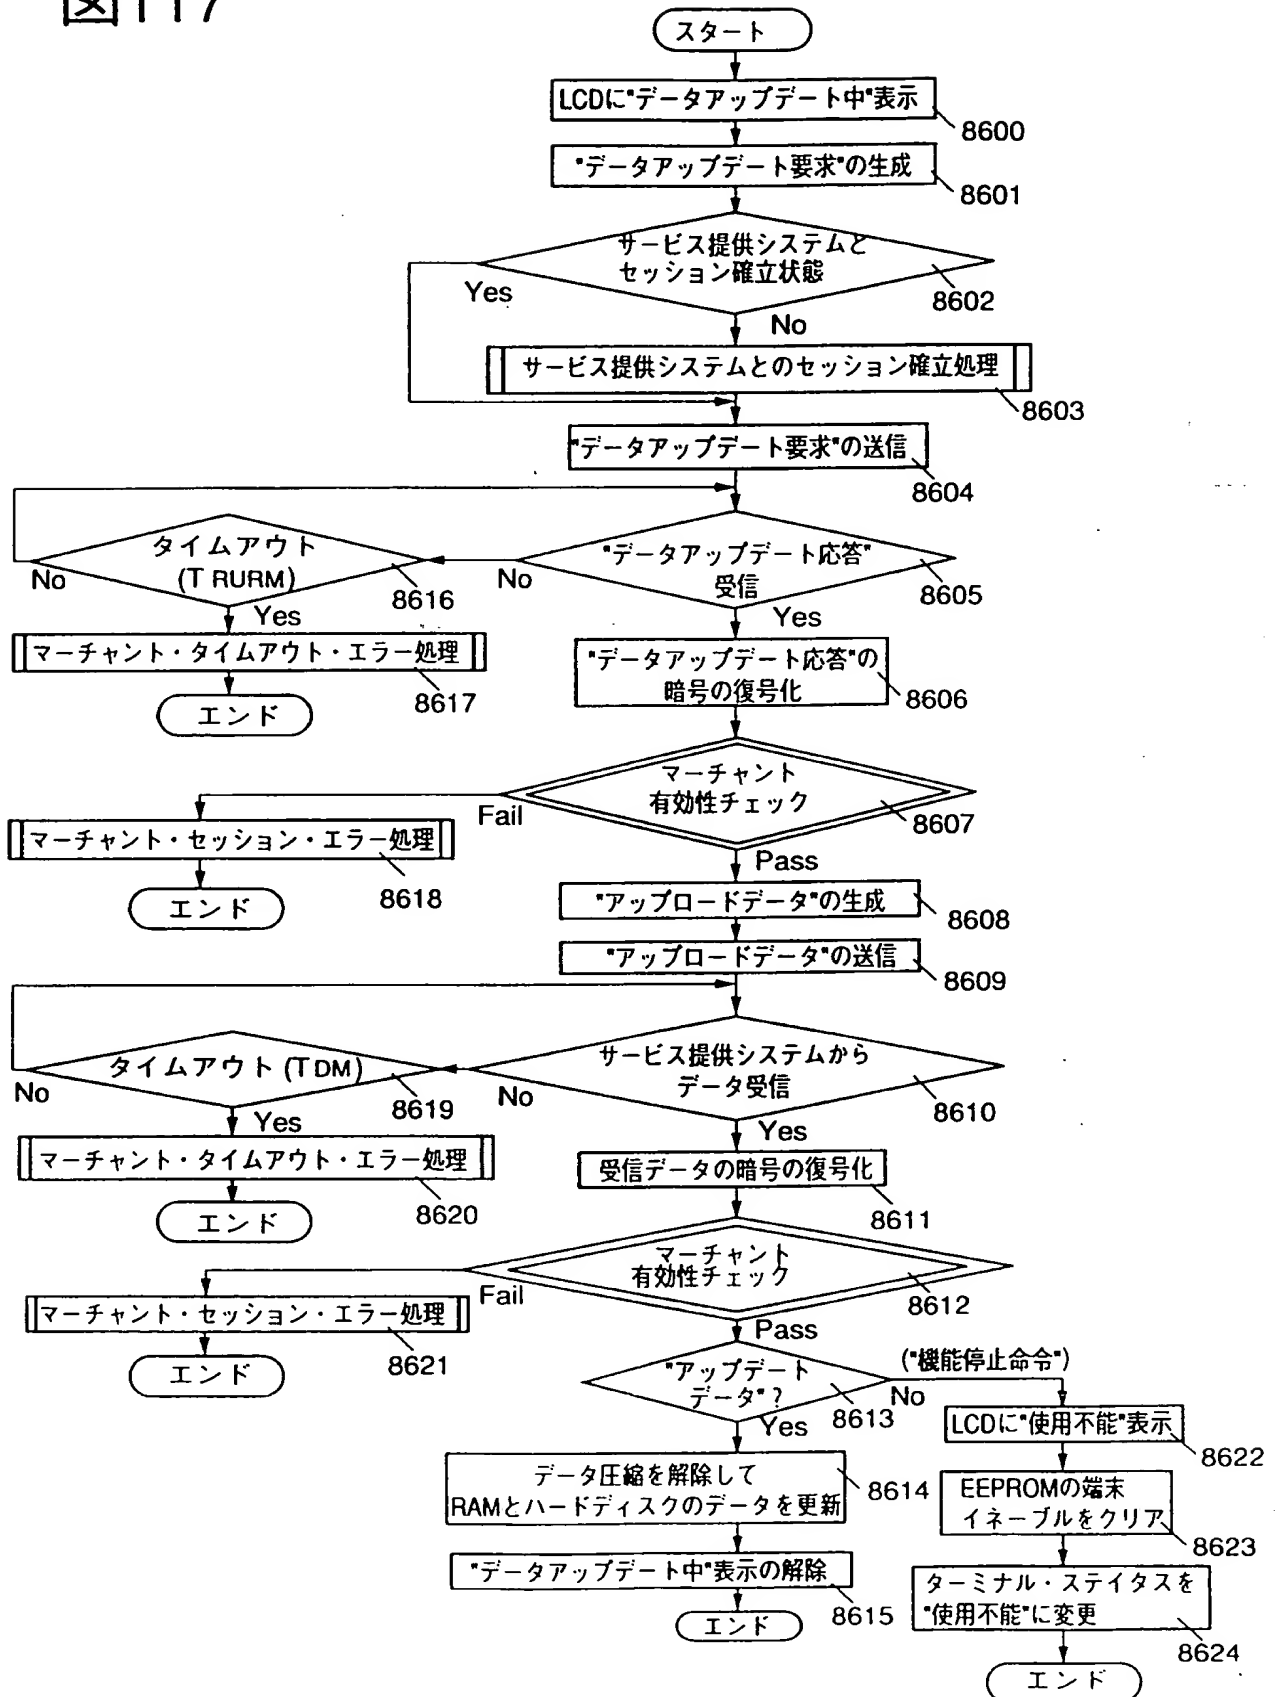 図117
スタート
LCDに"データアップデート中"表示
8600
"データアップデート要求"の生成
8601
サービス提供システムと
セッション確立状態
8602
Yes
No
サービス提供システムとのセッション確立処理
8603
"データアップデート要求"の送信
8604
タイムアウト
(T RURM)
8616
No
Yes
"データアップデート応答"
受信
8605
No
Yes
マーチャント・タイムアウト・エラー処理
8617
エンド
"データアップデート応答"の
暗号の復号化
8606
マーチャント
有効性チェック
8607
Fail
Pass
マーチャント・セッション・エラー処理
8618
エンド
"アップロードデータ"の生成
8608
"アップロードデータ"の送信
8609
タイムアウト (TDM)
8619
No
Yes
サービス提供システムから
データ受信
8610
No
Yes
マーチャント・タイムアウト・エラー処理
8620
エンド
受信データの暗号の復号化
8611
マーチャント
有効性チェック
8612
Fail
Pass
マーチャント・セッション・エラー処理
8621
エンド
"アップデート
データ"?
8613
("機能停止命令")
No
Yes
LCDに"使用不能"表示
8622
データ圧縮を解除して
RAMとハードディスクのデータを更新
8614
EEPROMの端末
イネーブルをクリア
8623
"データアップデート中"表示の解除
8615
エンド
ターミナル・ステイタスを
"使用不能"に変更
8624
エンド